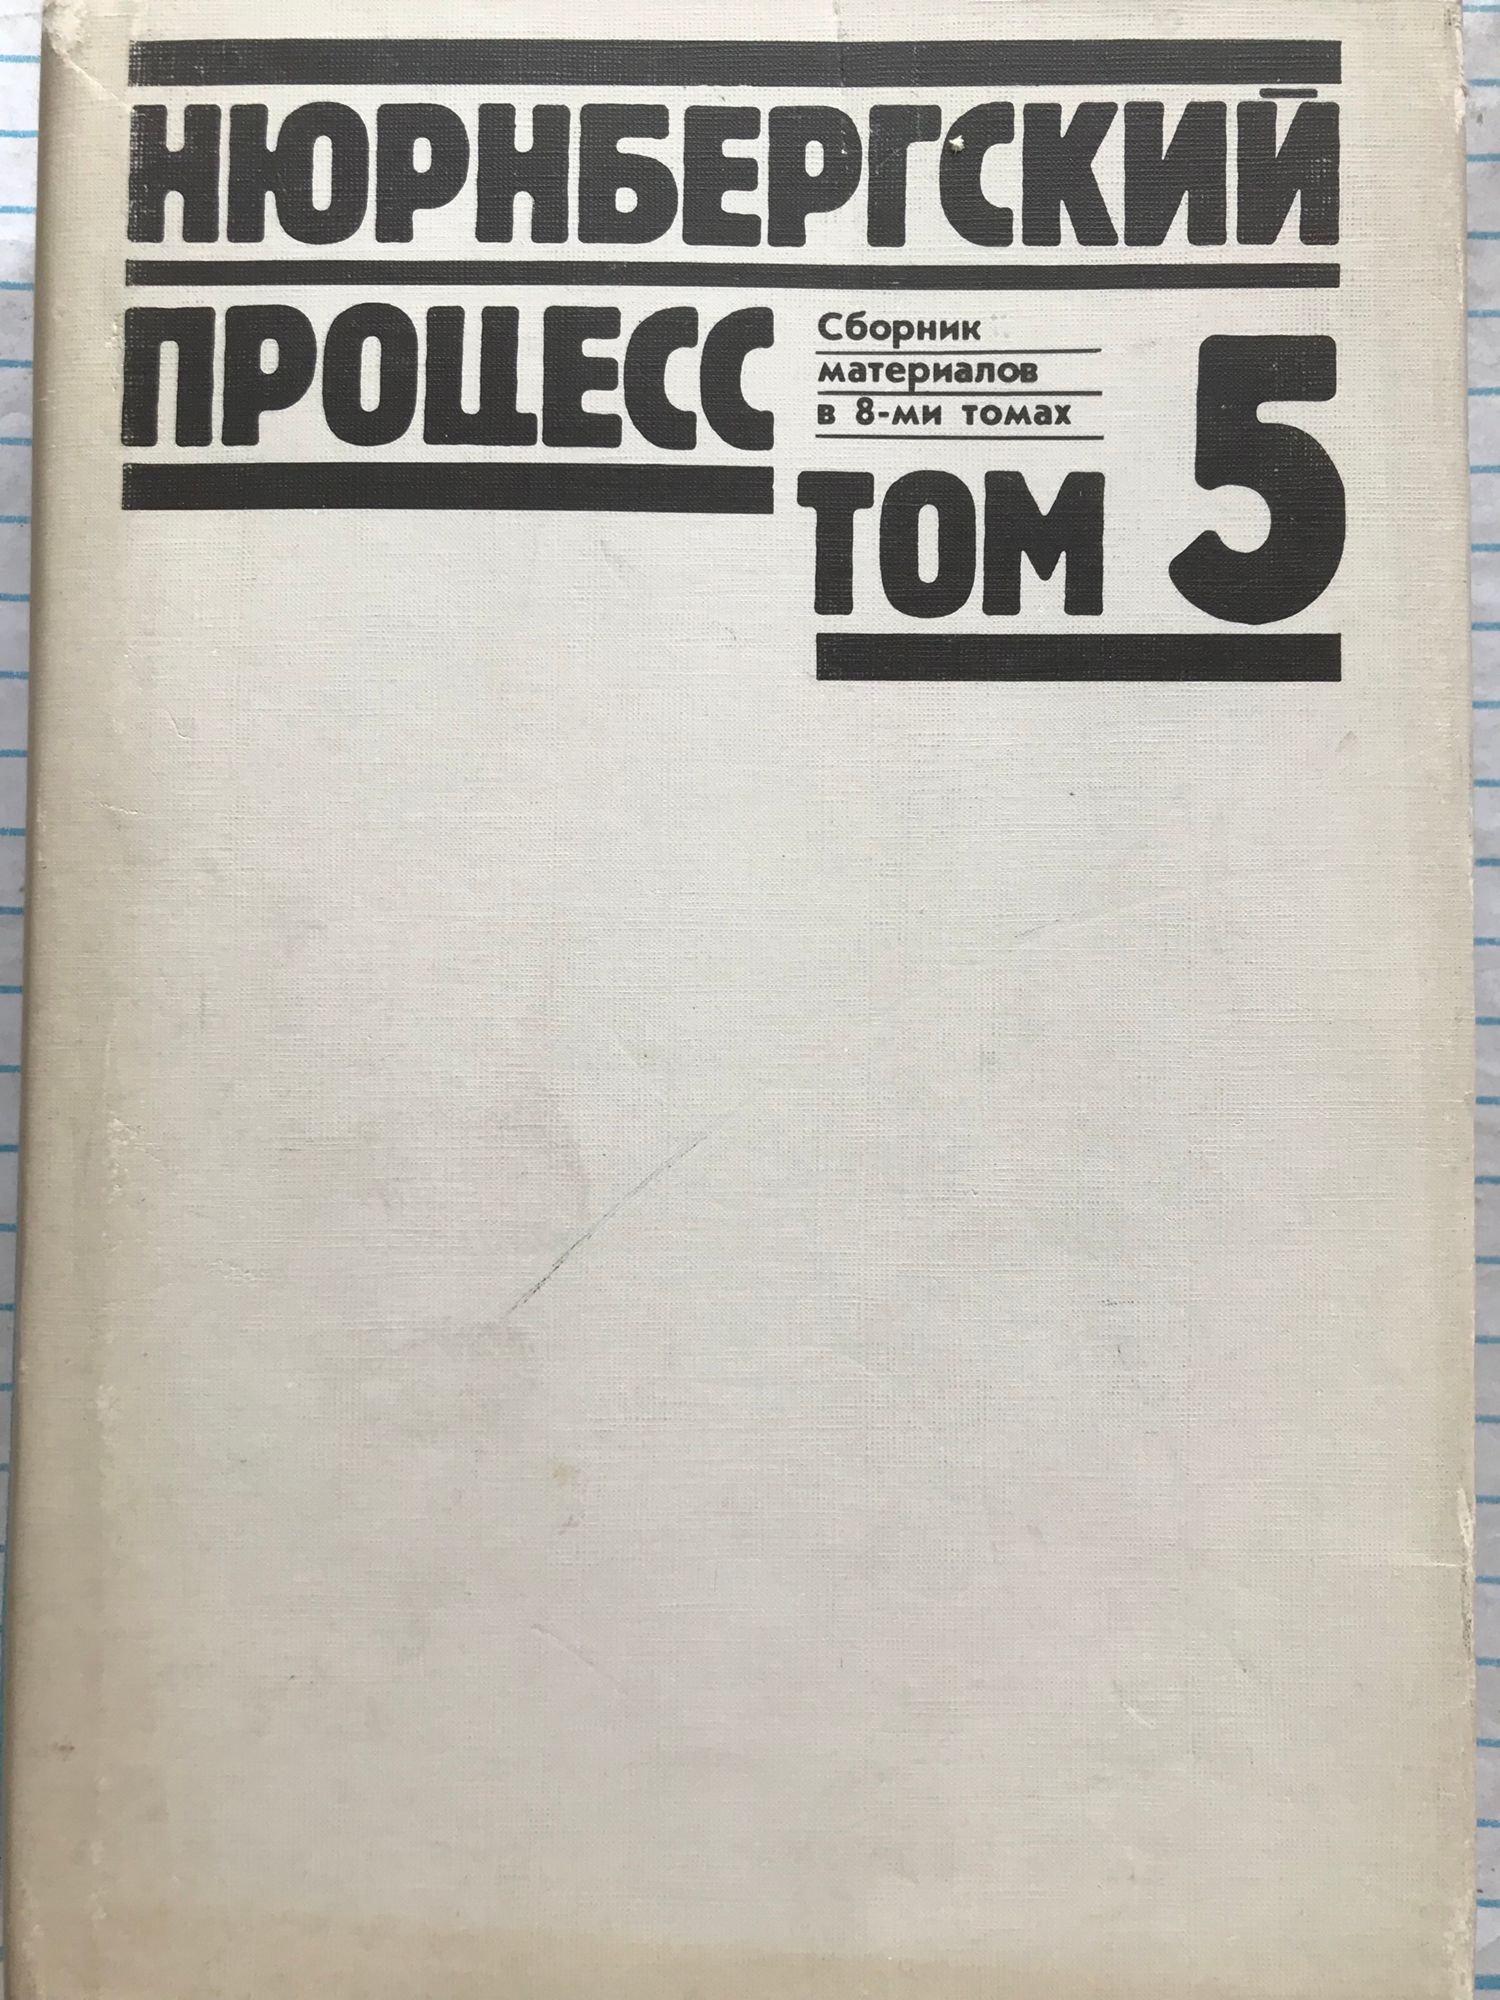 НЮРНБЕРГСКИЙ
ПРОЦЕСС
Сборник
материалов
в 8-ми томах
ТОМ 5